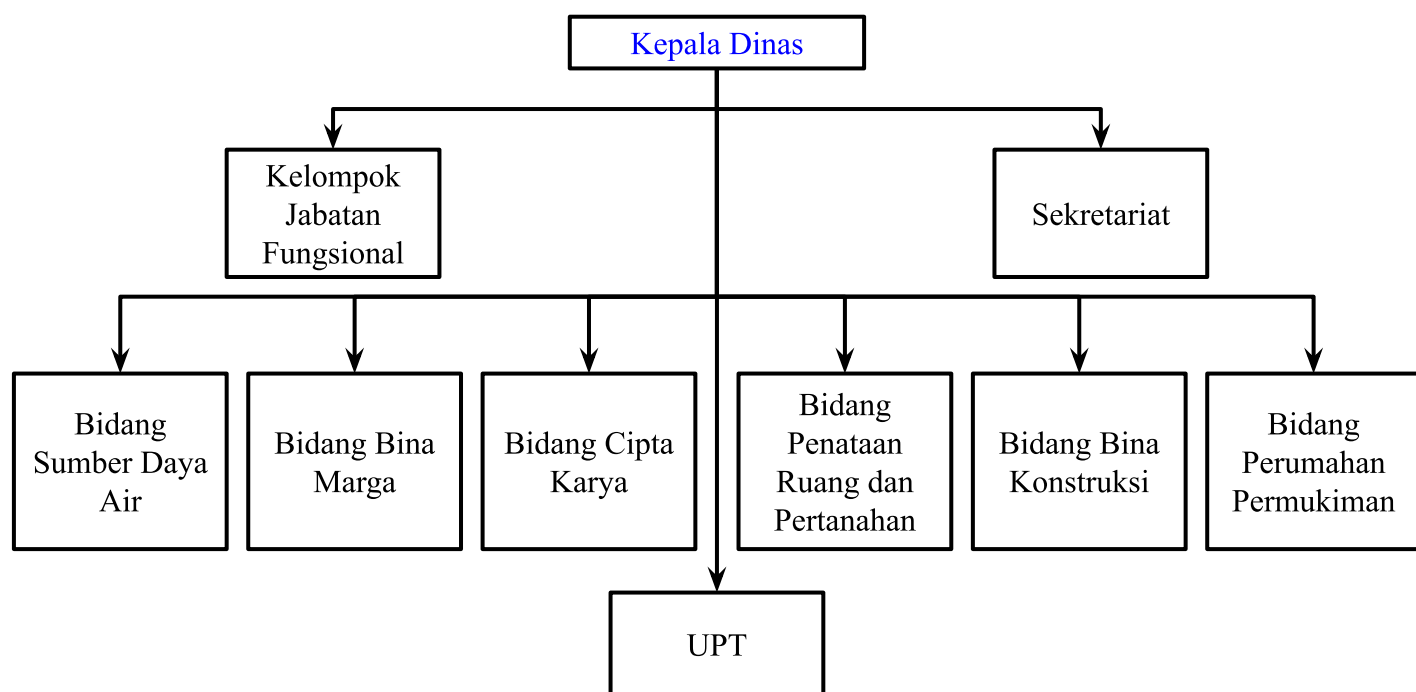 Kepala Dinas
Kelompok
Jabatan
Fungsional
Sekretariat
Bidang
Sumber Daya
Air
Bidang Bina
Marga
Bidang Cipta
Karya
Bidang
Penataan
Ruang dan
Pertanahan
Bidang Bina
Konstruksi
Bidang
Perumahan
Permukiman
UPT